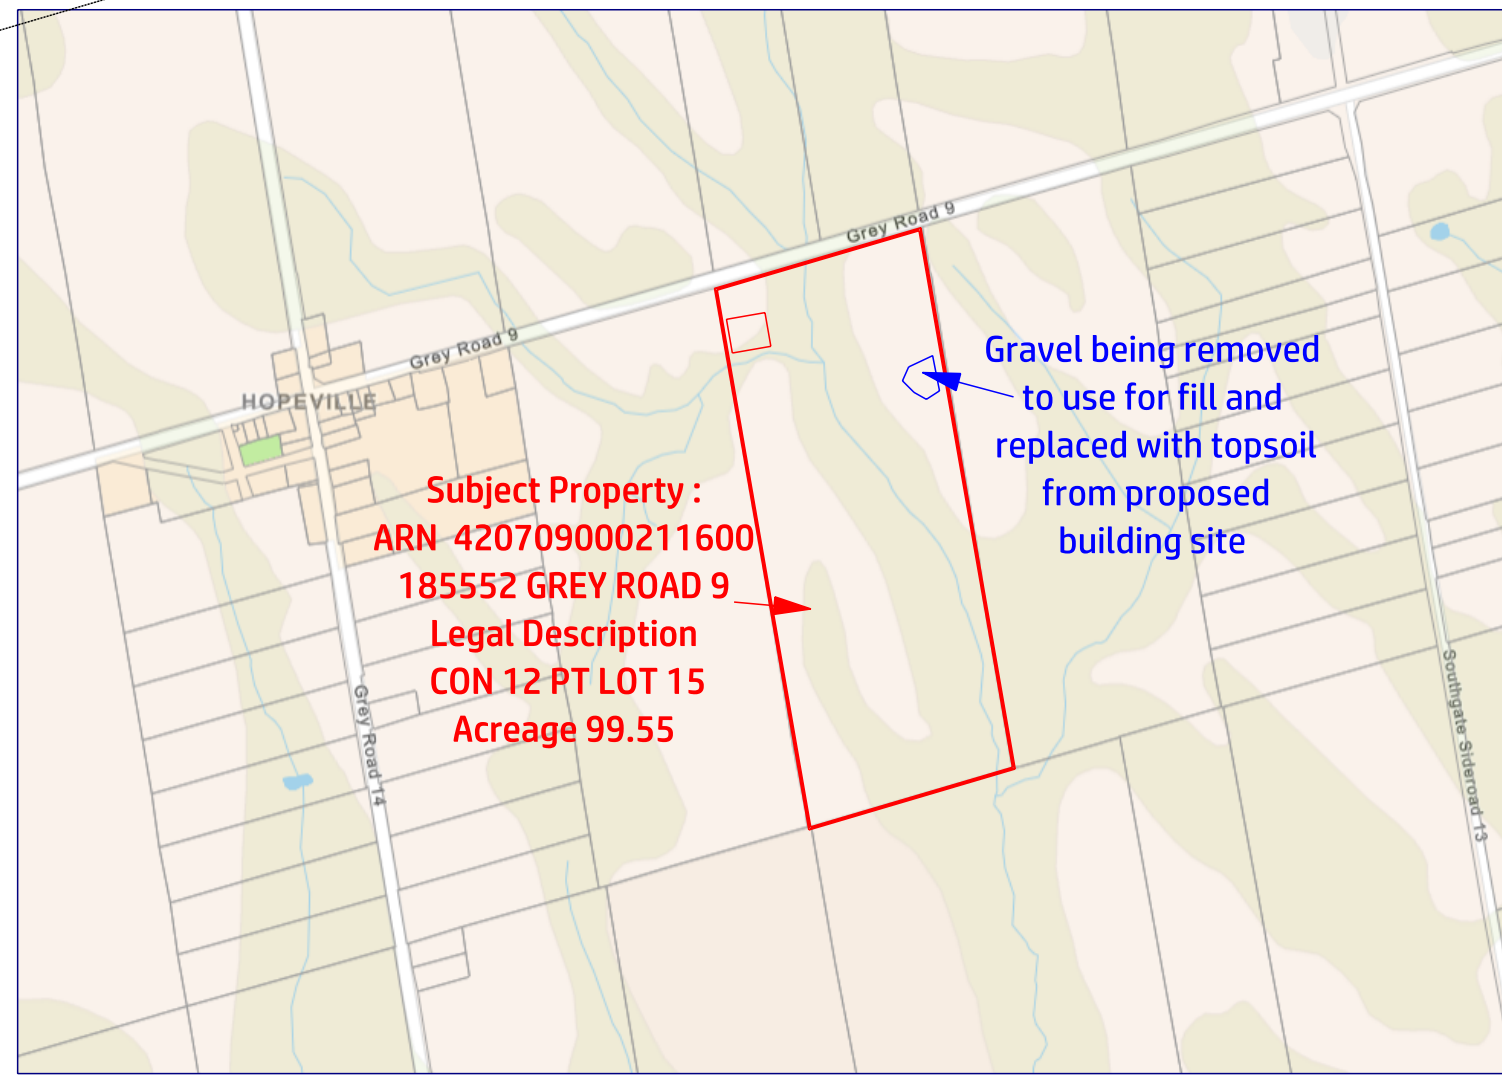 Grey Road 9
Grey Road 9
HOPEVILLE
Gravel being removed
to use for fill and
replaced with topsoil
from proposed
building site
Subject Property :
ARN 420709000211600
185552 GREY ROAD 9
Legal Description
CON 12 PT LOT 15
Acreage 99.55
Grey Road 14
Southgate Sideroad 13